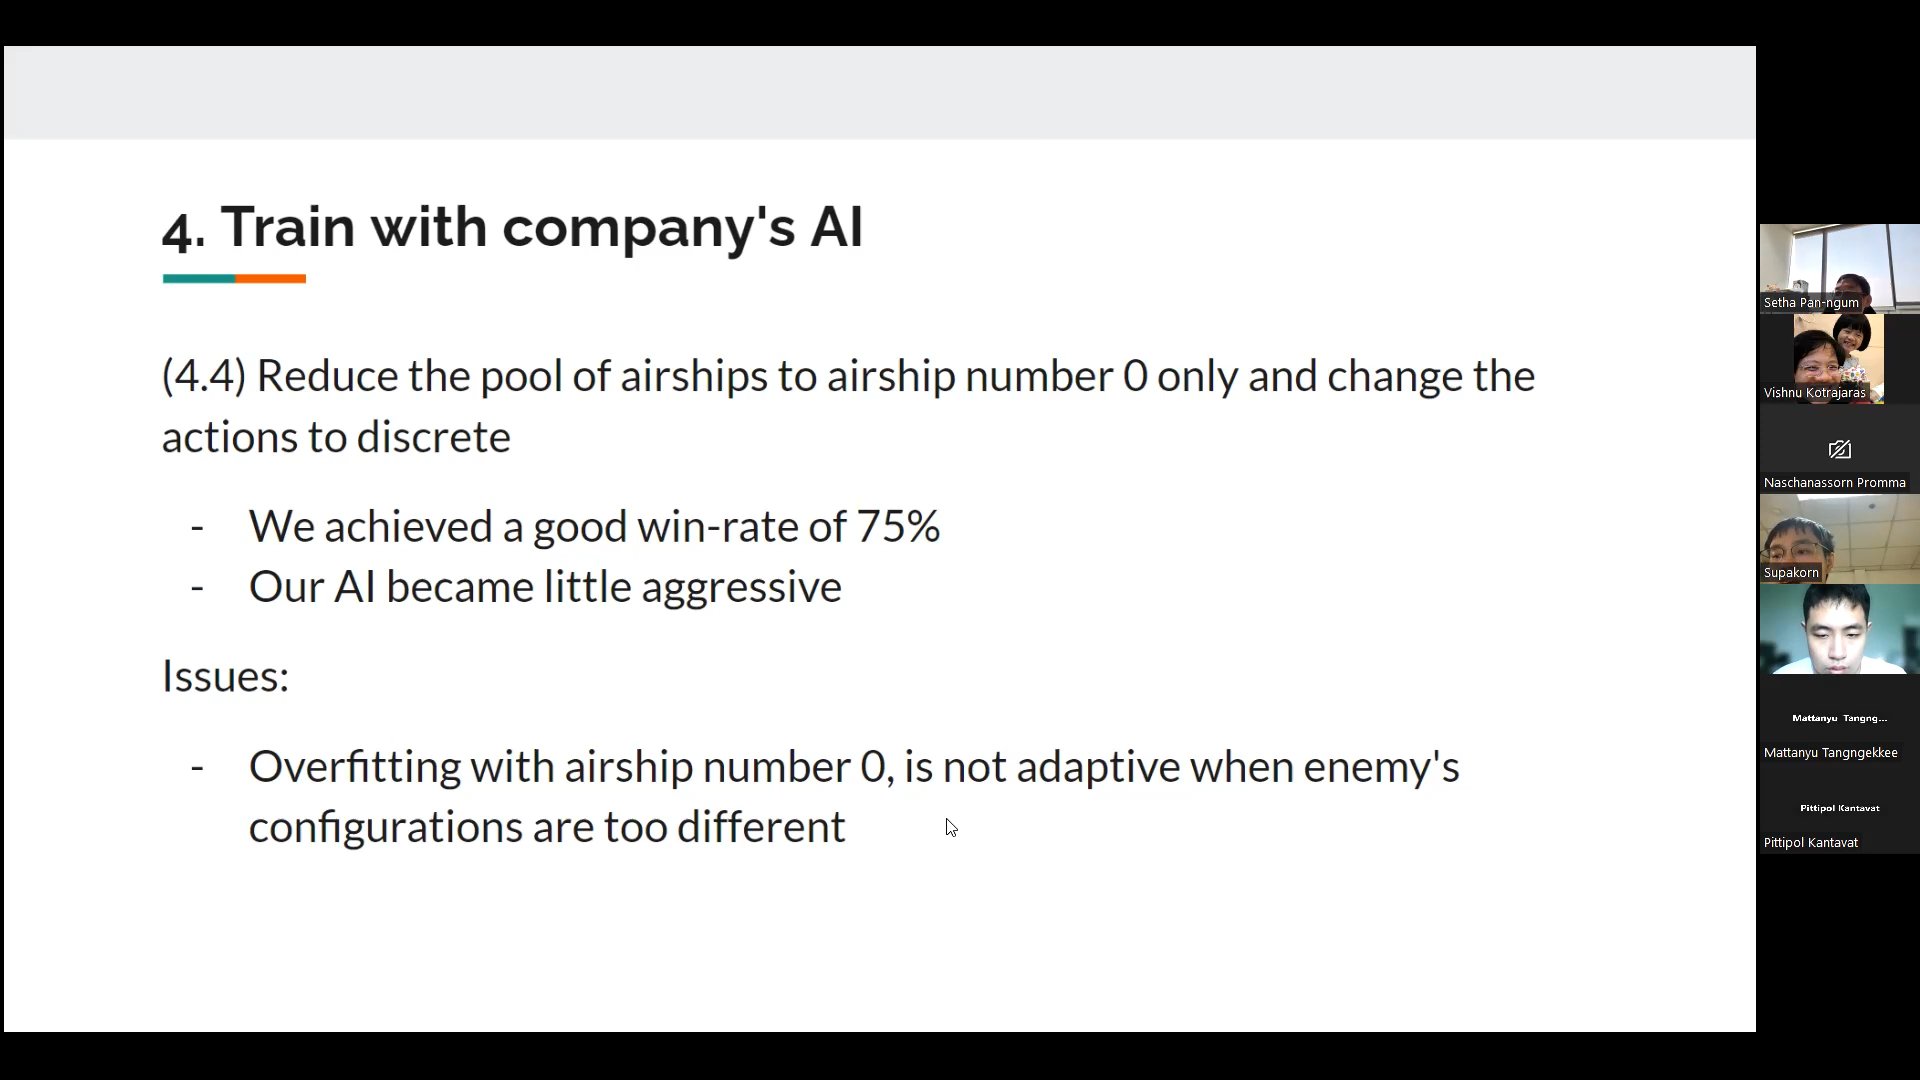 4. Train with company's AI
(4.4) Reduce the pool of airships to airship number 0 only and change the
actions to discrete
- We achieved a good win-rate of 75%
- Our AI became little aggressive
Issues:
- Overfitting with airship number 0, is not adaptive when enemy's
configurations are too different
Setha Pan-ngum
Vishnu Kotrajaras
Naschanassorn Promma
Supakorn
Mattanyu Tangng...
Mattanyu Tangngekkee
Pittipol Kantavat
Pittipol Kantavat